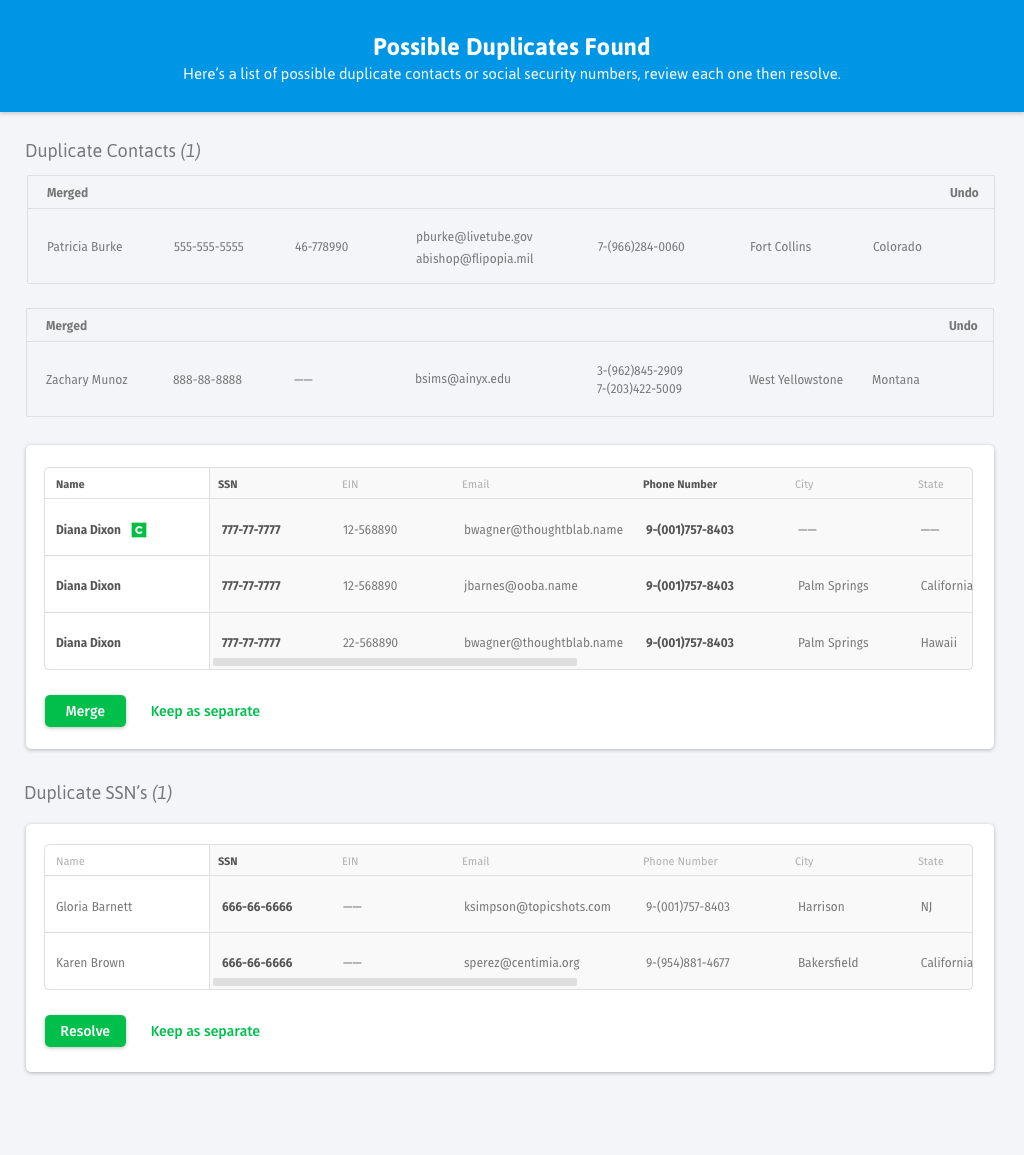 Possible Duplicates Found
Here's a list of possible duplicate contacts or social security numbers, review each one then resolve.
Duplicate Contacts (1)
Merged Undo
Patricia Burke 555-555-5555 46-778990 pburke@livetube.gov 7-(966)284-0060 Fort Collins Colorado
abishop@flipopia.mil
Merged Undo
Zachary Munoz 888-88-8888 —— bsims@ainyx.edu 3-(962)845-2909 West Yellowstone Montana
7-(203)422-5009
Name SSN EIN Email Phone Number City State
Diana Dixon C 777-77-7777 12-568890 bwagner@thoughtblab.name 9-(001)757-8403 —— ——
Diana Dixon 777-77-7777 12-568890 jbarnes@ooba.name 9-(001)757-8403 Palm Springs California
Diana Dixon 777-77-7777 22-568890 bwagner@thoughtblab.name 9-(001)757-8403 Palm Springs Hawaii
Merge Keep as separate
Duplicate SSN's (1)
Name SSN EIN Email Phone Number City State
Gloria Barnett 666-66-6666 —— ksimpson@topicshots.com 9-(001)757-8403 Harrison NJ
Karen Brown 666-66-6666 —— sperez@centimia.org 9-(954)881-4677 Bakersfield California
Resolve Keep as separate